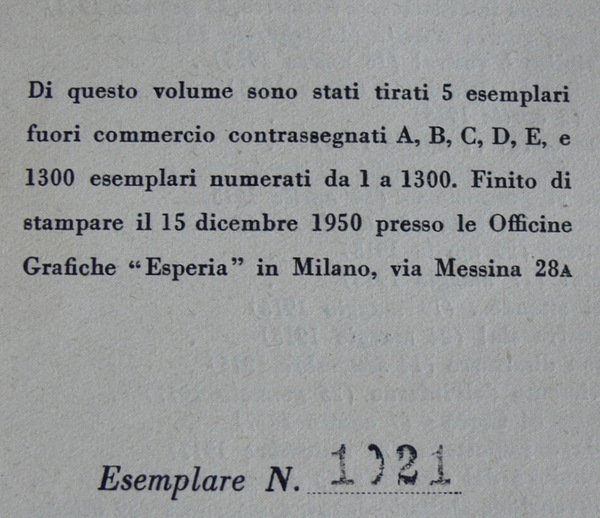 Di questo volume sono stati tirati 5 esemplari
fuori commercio contrassegnati A, B, C, D, E, e
1300 esemplari numerati da 1 a 1300. Finito di
stampare il 15 dicembre 1950 presso le Officine
Grafiche “Esperia” in Milano, via Messina 28A
Esemplare N. 1021